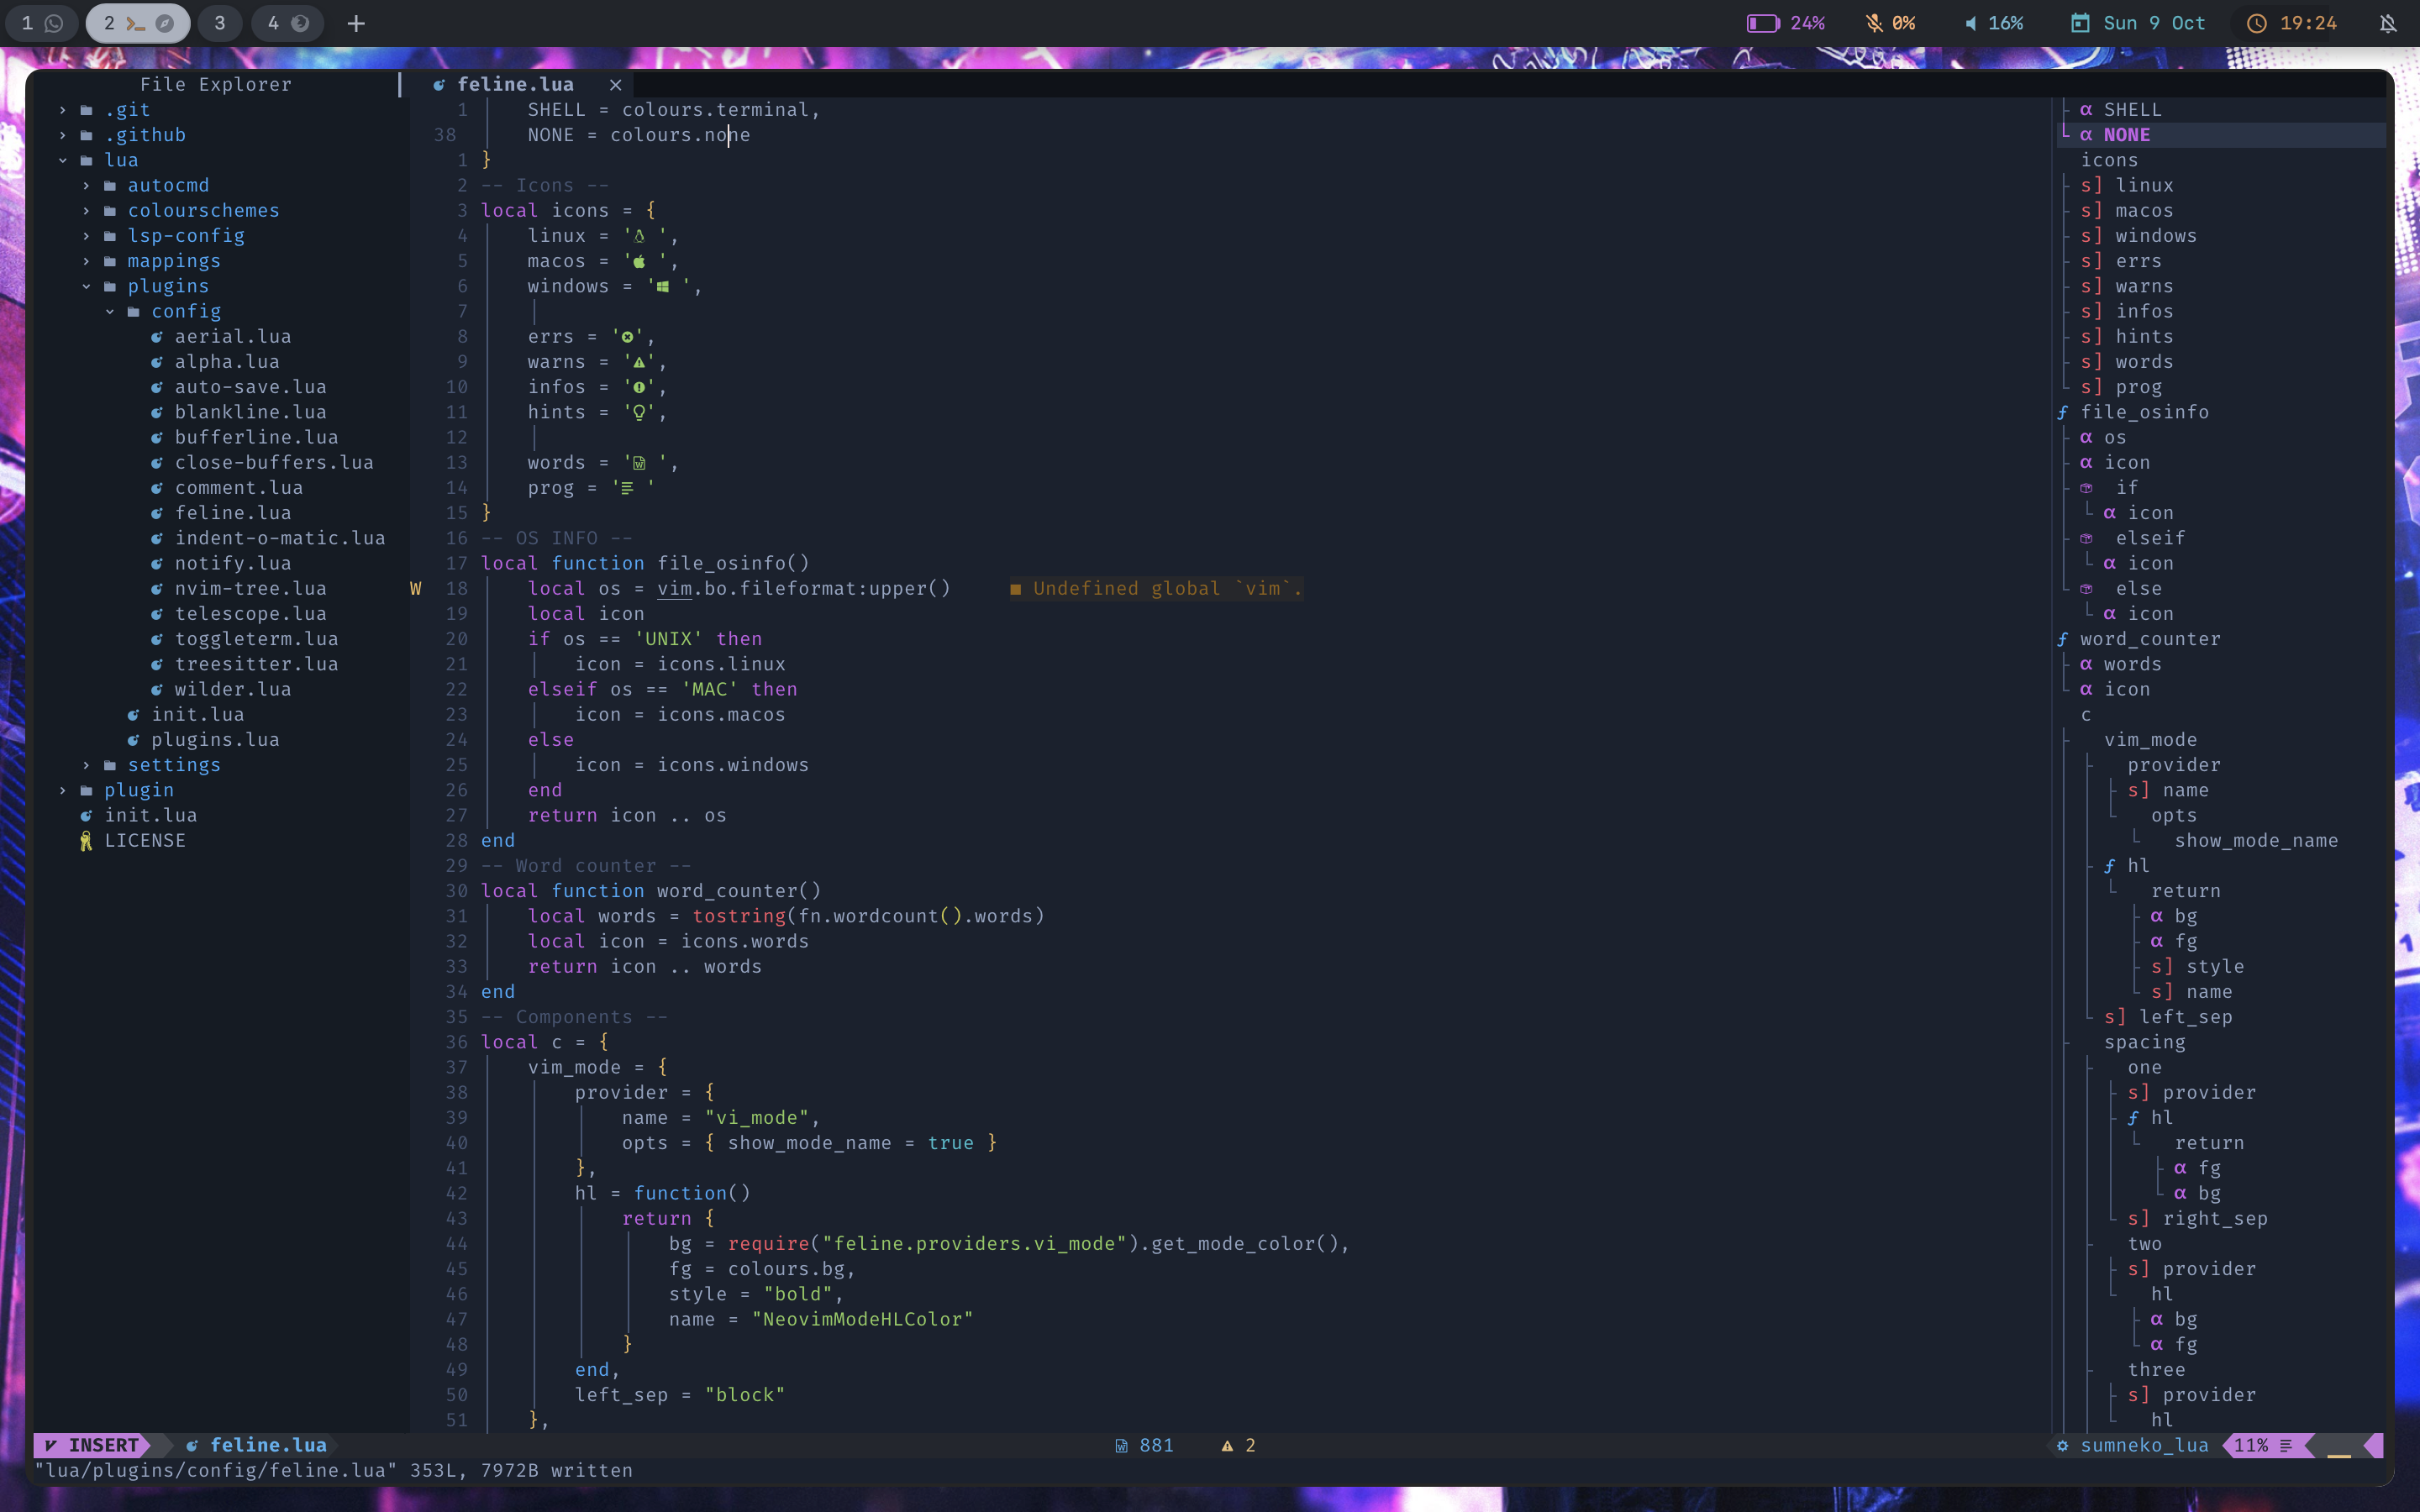 1 2 3 4 + 24% 0% 16% Sun 9 Oct 19:24
File Explorer
.git
.github
lua
autocmd
colourschemes
lsp-config
mappings
plugins
config
aerial.lua
alpha.lua
auto-save.lua
blankline.lua
bufferline.lua
close-buffers.lua
comment.lua
feline.lua
indent-o-matic.lua
notify.lua
nvim-tree.lua
telescope.lua
toggleterm.lua
treesitter.lua
wilder.lua
init.lua
plugins.lua
settings
plugin
init.lua
LICENSE
feline.lua ×
1 SHELL = colours.terminal,
38 NONE = colours.none
1 }
2 -- Icons --
3 local icons = {
4 linux = ' ',
5 macos = ' ',
6 windows = ' ',
7
8 errs = '',
9 warns = '',
10 infos = '',
11 hints = '',
12
13 words = ' ',
14 prog = ' '
15 }
16 -- OS INFO --
17 local function file_osinfo()
W 18 local os = vim.bo.fileformat:upper() ■ Undefined global `vim`.
19 local icon
20 if os == 'UNIX' then
21 icon = icons.linux
22 elseif os == 'MAC' then
23 icon = icons.macos
24 else
25 icon = icons.windows
26 end
27 return icon .. os
28 end
29 -- Word counter --
30 local function word_counter()
31 local words = tostring(fn.wordcount().words)
32 local icon = icons.words
33 return icon .. words
34 end
35 -- Components --
36 local c = {
37 vim_mode = {
38 provider = {
39 name = "vi_mode",
40 opts = { show_mode_name = true }
41 },
42 hl = function()
43 return {
44 bg = require("feline.providers.vi_mode").get_mode_color(),
45 fg = colours.bg,
46 style = "bold",
47 name = "NeovimModeHLColor"
48 }
49 end,
50 left_sep = "block"
51 },
α SHELL
α NONE
icons
s] linux
s] macos
s] windows
s] errs
s] warns
s] infos
s] hints
s] words
s] prog
ƒ file_osinfo
α os
α icon
if
α icon
elseif
α icon
else
α icon
ƒ word_counter
α words
α icon
c
vim_mode
provider
s] name
opts
show_mode_name
ƒ hl
return
α bg
α fg
s] style
s] name
s] left_sep
spacing
one
s] provider
ƒ hl
return
α fg
α bg
s] right_sep
two
s] provider
hl
α bg
α fg
three
s] provider
hl
INSERT feline.lua 881 2 sumneko_lua 11%
"lua/plugins/config/feline.lua" 353L, 7972B written